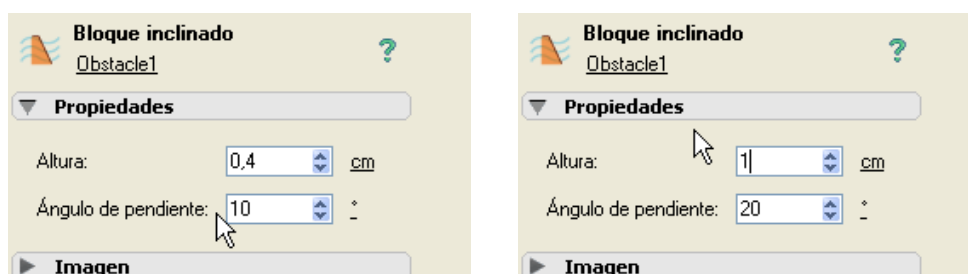 Bloque inclinado
Obstacle1
?
Propiedades
Altura: 0,4 cm
Ángulo de pendiente: 10 °
Imagen
Bloque inclinado
Obstacle1
?
Propiedades
Altura: 1 cm
Ángulo de pendiente: 20 °
Imagen